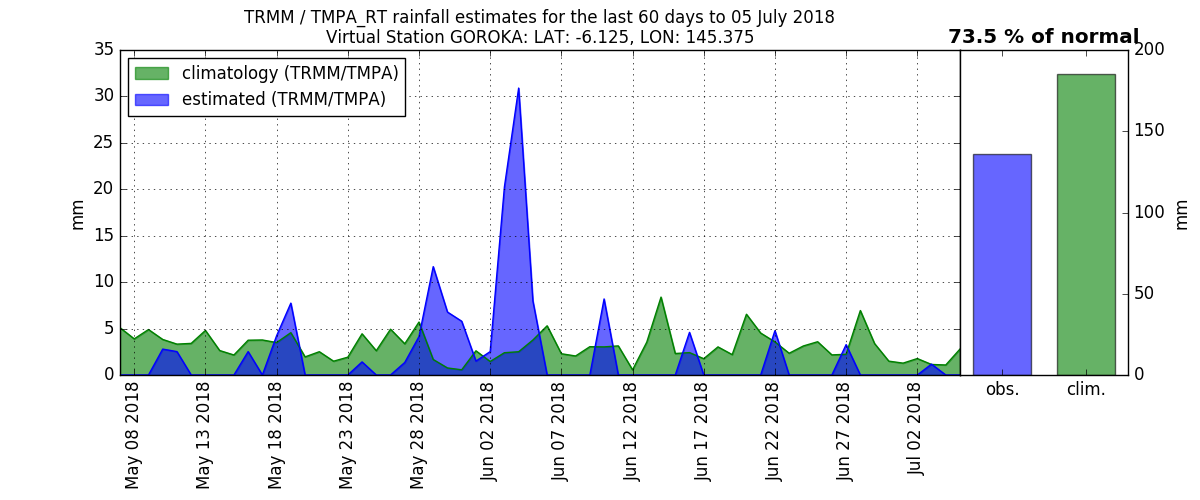 TRMM / TMPA_RT rainfall estimates for the last 60 days to 05 July 2018
Virtual Station GOROKA: LAT: -6.125, LON: 145.375
73.5 % of normal
climatology (TRMM/TMPA)
estimated (TRMM/TMPA)
35
30
25
20
15
10
5
0
mm
May 08 2018
May 13 2018
May 18 2018
May 23 2018
May 28 2018
Jun 02 2018
Jun 07 2018
Jun 12 2018
Jun 17 2018
Jun 22 2018
Jun 27 2018
Jul 02 2018
200
150
100
50
0
mm
obs.
clim.